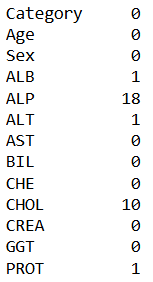 Category 0
Age 0
Sex 0
ALB 1
ALP 18
ALT 1
AST 0
BIL 0
CHE 0
CHOL 10
CREA 0
GGT 0
PROT 1